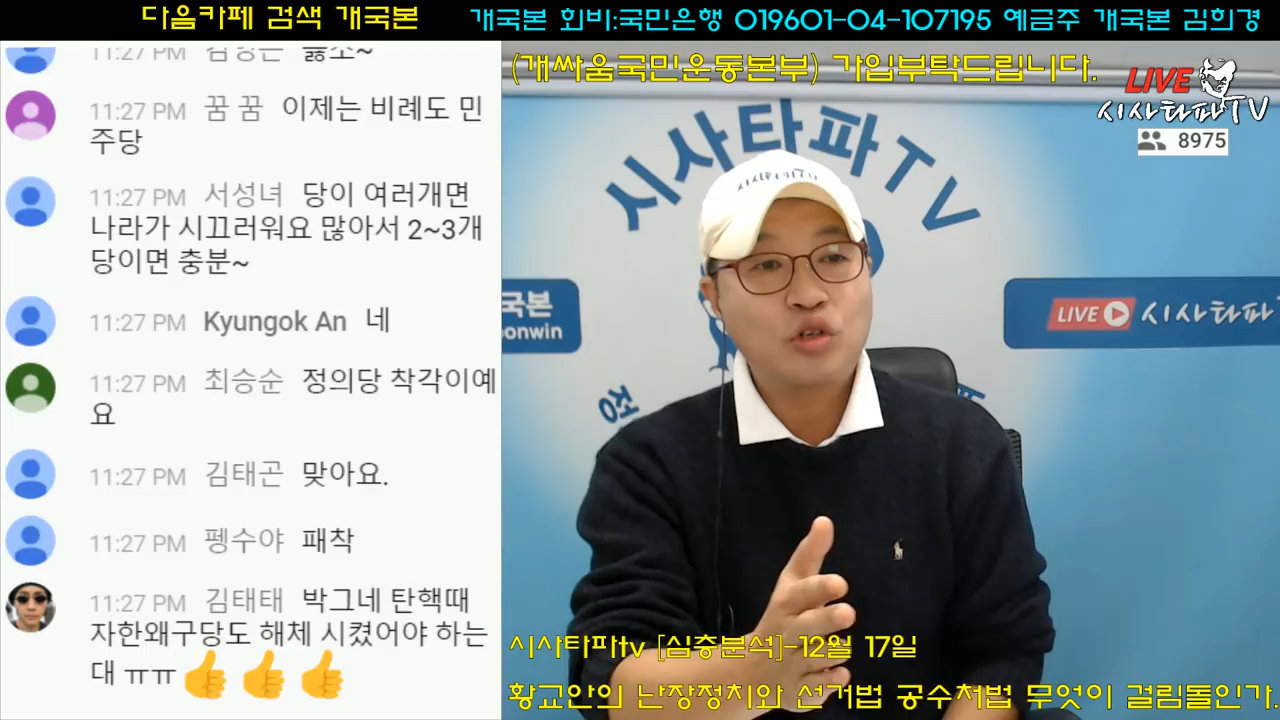 다음카페 검색 개국본
개국본 회비:국민은행 019601-04-107195 예금주 개국본 김희경
(개싸움국민운동본부) 가입부탁드립니다.
LIVE
시사타파TV
8975
11:27 PM
11:27 PM 꿈 꿈 이제는 비례도 민
주당
11:27 PM 서성녀 당이 여러개면
나라가 시끄러워요 많아서 2~3개
당이면 충분~
11:27 PM Kyungok An 네
11:27 PM 최승순 정의당 착각이예
요
11:27 PM 김태곤 맞아요.
11:27 PM 펭수야 패착
11:27 PM 김태태 박그네 탄핵때
자한왜구당도 해체 시켰어야 하는
대 ㅠㅠ👍👍👍
시사타파TV
시사타파TV
국본
onwin
LIVE 시사타파
정
시사타파tv [심층분석]-12월 17일
황교안의 난장정치와 선거법 공수처법 무엇이 걸림돌인가.